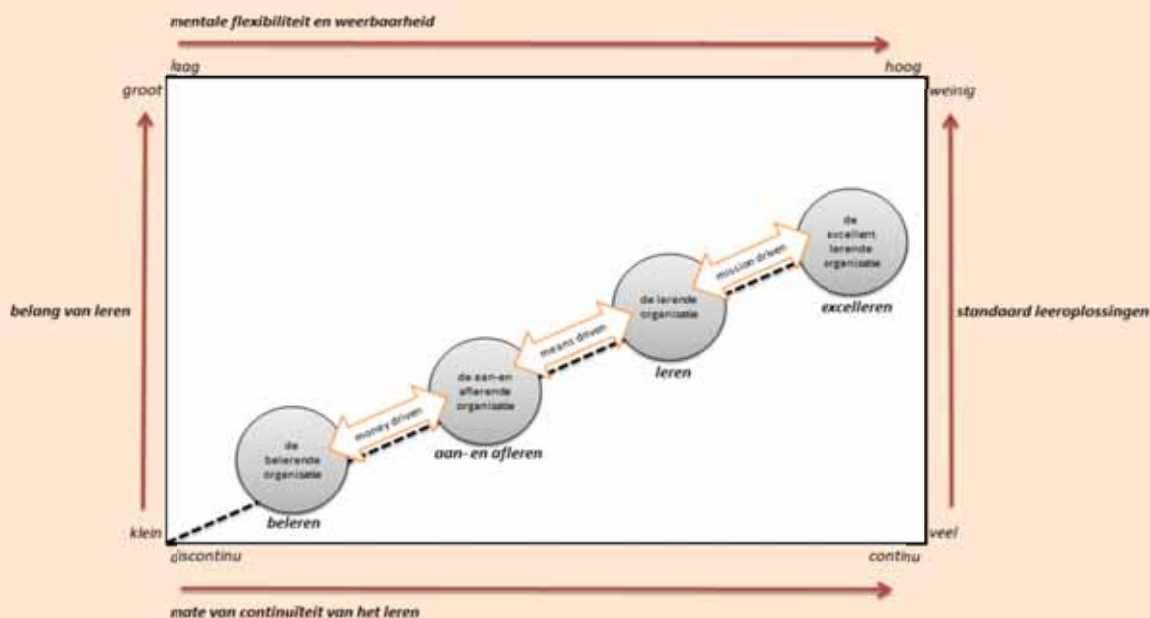 mentale flexibiliteit en weerbaarheid
laag
hoog
groot
weinig
de
excellent
lerende
organisatie
mission driven
de lerende
organisatie
excelleren
belang van leren
standaard leeroplossingen
means driven
leren
de aan-en
aflerende
organisatie
money driven
de
belerende
organisatie
aan- en afleren
beleren
klein
veel
discontinu
continu
mate van continuïteit van het leren